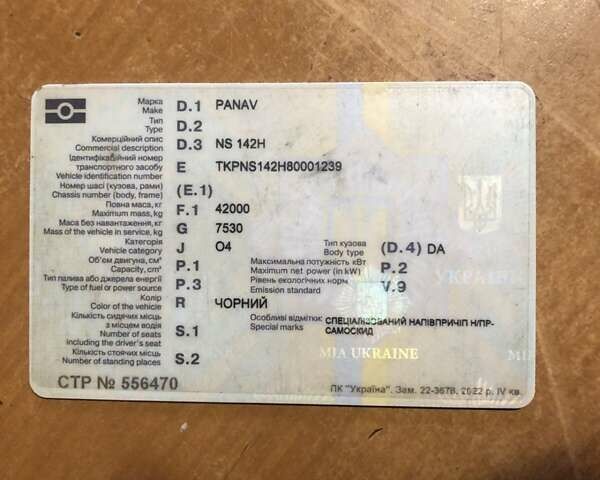 Марка
Make D.1 PANAV
Тип
Type D.2
Комерційний опис
Commercial description D.3 NS 142H
Ідентифікаційний номер
транспортного засобу
Vehicle identification number E TKPNS142H80001239
Номер шасі (кузова, рами)
Chassis number (body, frame) (E.1)
Повна маса, кг
Maximum mass, kg F.1 42000
Маса без навантаження, кг
Mass of the vehicle in service, kg G 7530
Категорія
Vehicle category J O4
Тип кузова
Body type (D.4) DA
Об'єм двигуна, см³
Capacity, cm³ P.1
Максимальна потужність кВт
Maximum net power (in kW) P.2
Тип палива або джерела енергії
Type of fuel or power source P.3
Рівень екологічних норм
Emission standard V.9
УКРАЇНА
Колір
Color of the vehicle R ЧОРНИЙ
Кількість сидячих місць
з місцем водія
Number of seats
including the driver's seat S.1
Особливі відмітки:
Special marks
СПЕЦІАЛІЗОВАНИЙ НАПІВПРИЧІП Н/ПР-
САМОСКИД
Кількість стоячих місць
Number of standing places S.2
MIA UKRAINE
СТР № 556470
ПК "Україна". Зам. 22-367В. 2022 р. IV кв.